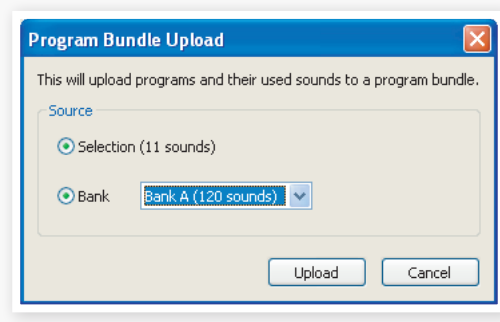 Program Bundle Upload
This will upload programs and their used sounds to a program bundle.
Source
Selection (11 sounds)
Bank Bank A (120 sounds)
Upload Cancel